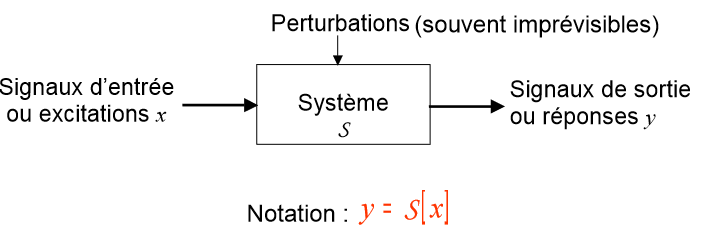 Perturbations (souvent imprévisibles)
Signaux d'entrée
ou excitations x
Système
S
Signaux de sortie
ou réponses y
Notation : y = S[x]